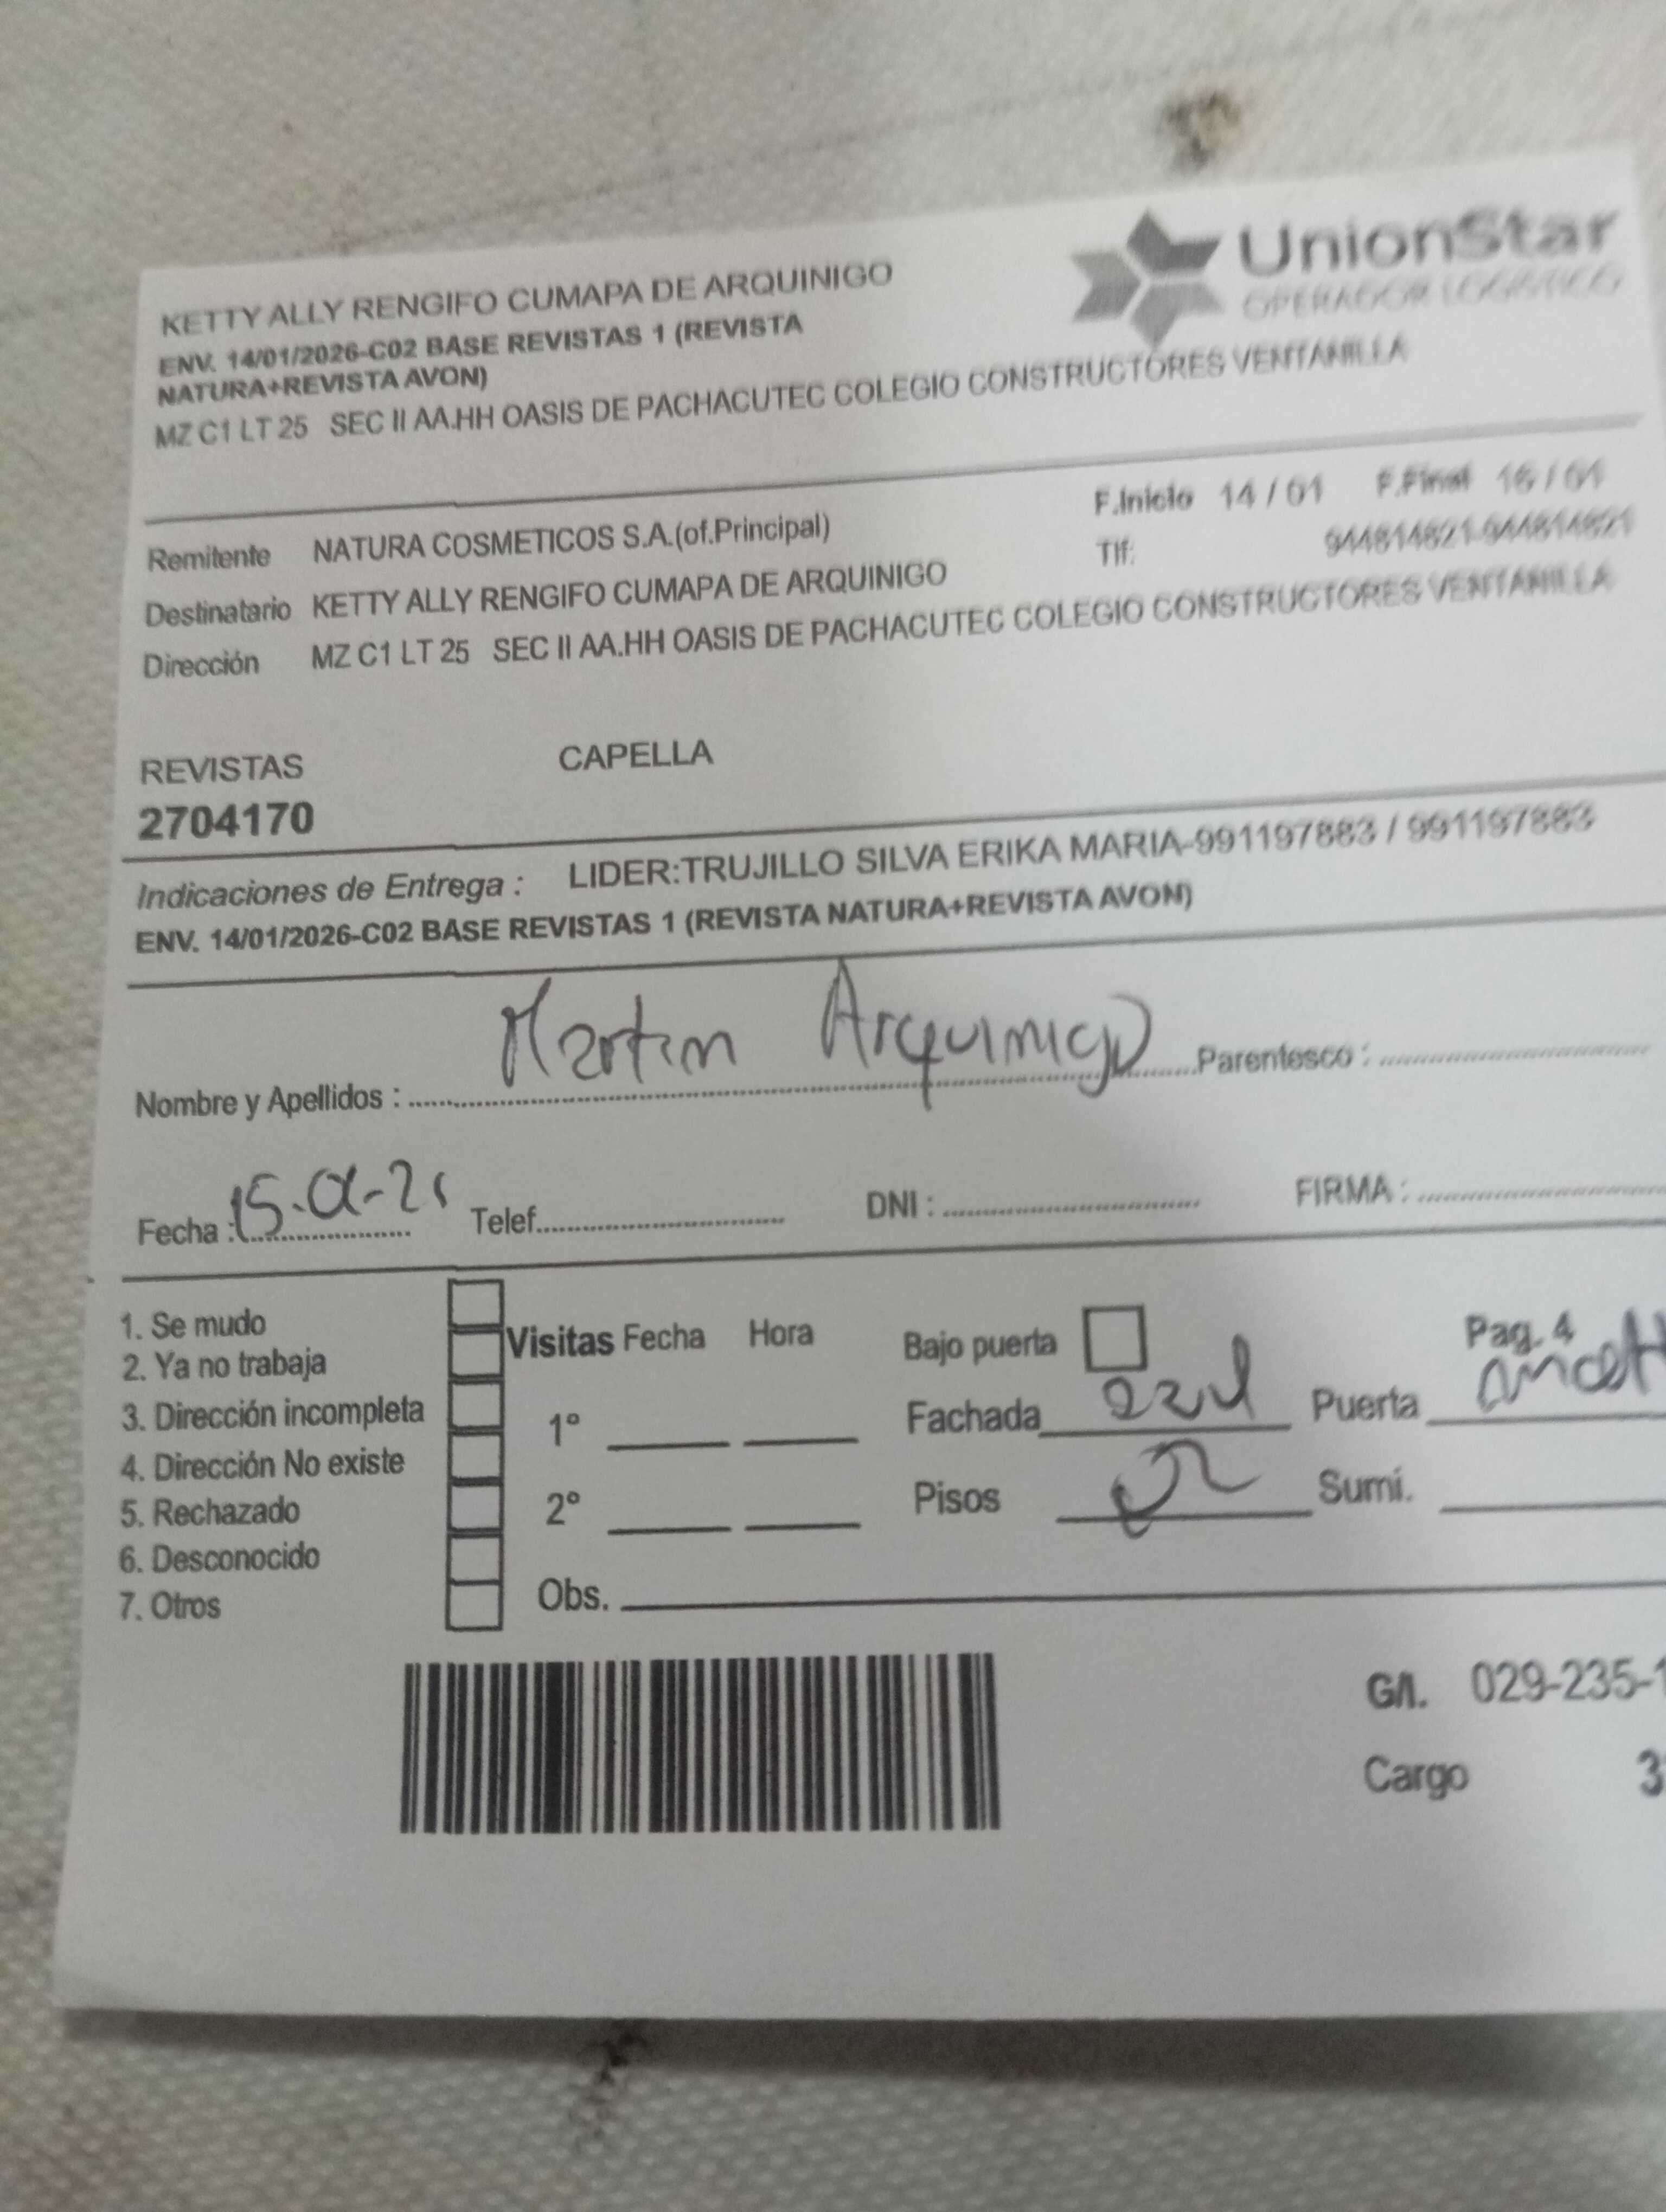 UnionStar
OPERADOR LOGISTICO
KETTY ALLY RENGIFO CUMAPA DE ARQUINIGO
ENV. 14/01/2026-C02 BASE REVISTAS 1 (REVISTA
NATURA+REVISTA AVON)
MZ C1 LT 25 SEC II AA.HH OASIS DE PACHACUTEC COLEGIO CONSTRUCTORES VENTANILLA
F.Inicio 14 / 01 F.Final 16 / 01
Remitente NATURA COSMETICOS S.A.(of.Principal)
Tlf: 944814821-944814821
Destinatario KETTY ALLY RENGIFO CUMAPA DE ARQUINIGO
Dirección MZ C1 LT 25 SEC II AA.HH OASIS DE PACHACUTEC COLEGIO CONSTRUCTORES VENTANILLA
REVISTAS CAPELLA
2704170
Indicaciones de Entrega : LIDER:TRUJILLO SILVA ERIKA MARIA-991197883 / 991197883
ENV. 14/01/2026-C02 BASE REVISTAS 1 (REVISTA NATURA+REVISTA AVON)
Nombre y Apellidos : Martin Arquinigo Parentesco :
Fecha : Telef. DNI : FIRMA :
1. Se mudo
2. Ya no trabaja
3. Dirección incompleta
4. Dirección No existe
5. Rechazado
6. Desconocido
7. Otros
Visitas Fecha Hora
1°
2°
Obs.
Bajo puerta Pag. 4
Fachada azul Puerta
Pisos 02 Sumi.
G/I. 029-235-1
Cargo 3